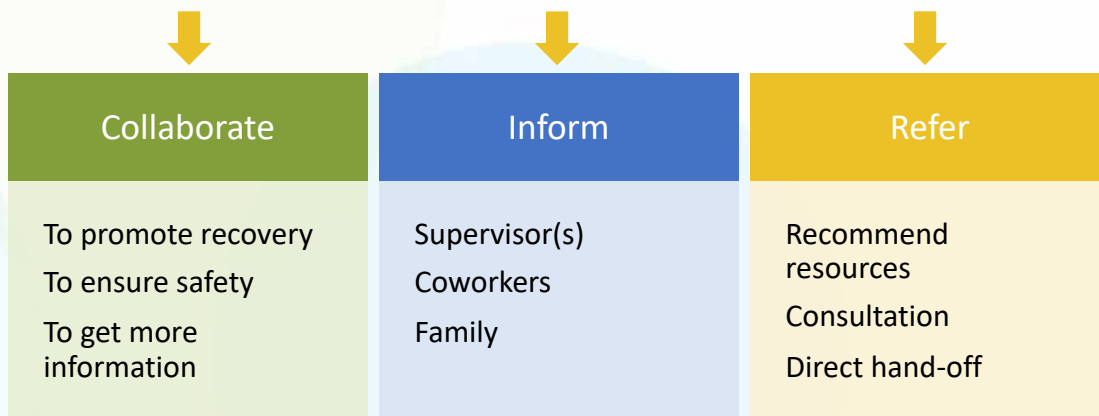 Collaborate
To promote recovery
To ensure safety
To get more
information
Inform
Supervisor(s)
Coworkers
Family
Refer
Recommend
resources
Consultation
Direct hand-off